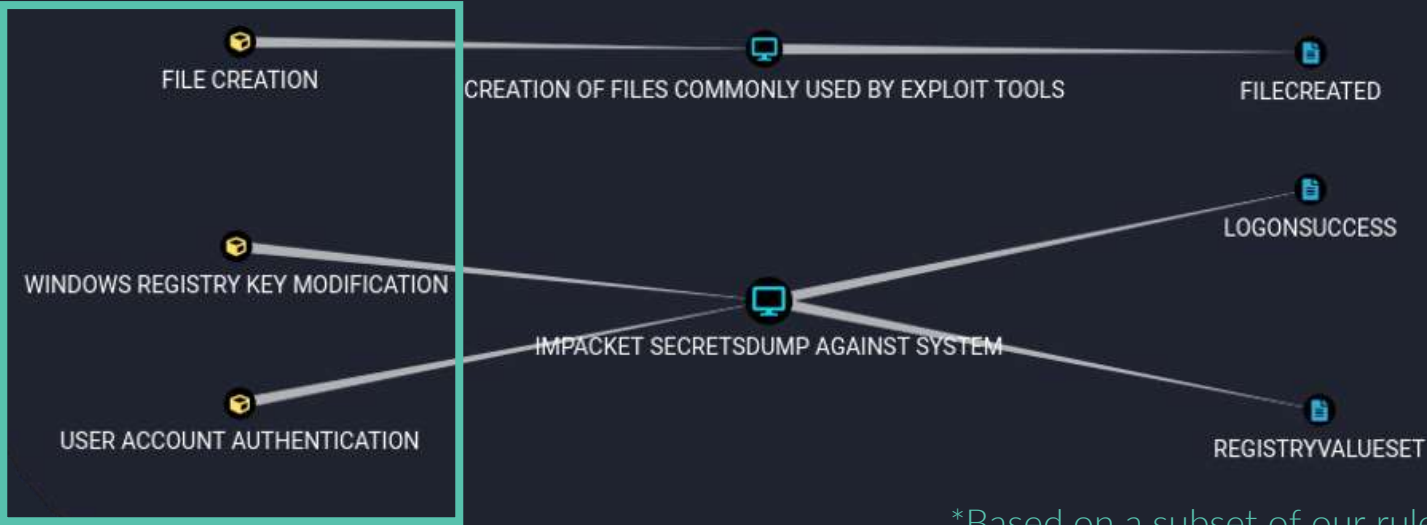 FILE CREATION
CREATION OF FILES COMMONLY USED BY EXPLOIT TOOLS
FILECREATED
LOGONSUCCESS
WINDOWS REGISTRY KEY MODIFICATION
IMPACKET SECRETSDUMP AGAINST SYSTEM
USER ACCOUNT AUTHENTICATION
REGISTRYVALUESET
*Based on a subset of our rule